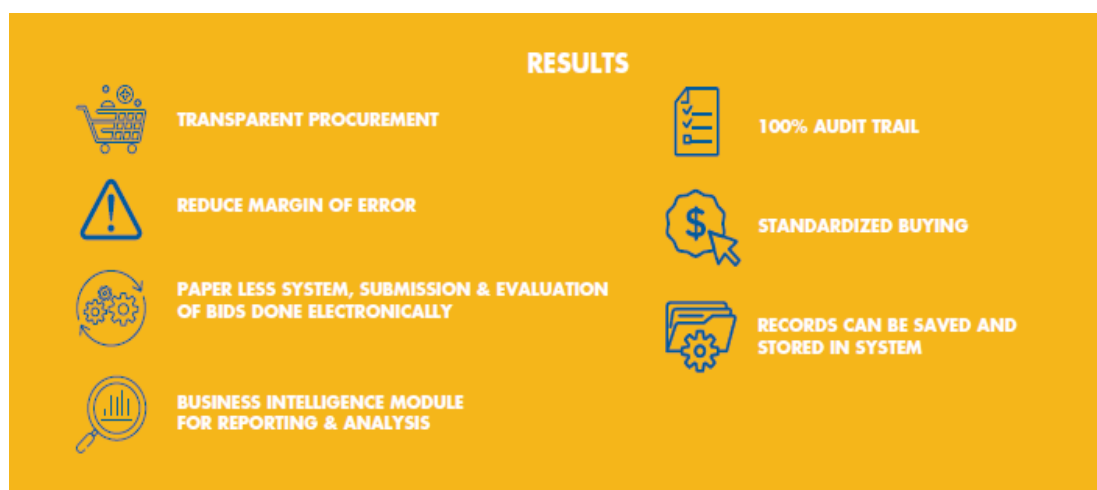 RESULTS
TRANSPARENT PROCUREMENT
REDUCE MARGIN OF ERROR
PAPER LESS SYSTEM, SUBMISSION & EVALUATION
OF BIDS DONE ELECTRONICALLY
BUSINESS INTELLIGENCE MODULE
FOR REPORTING & ANALYSIS
100% AUDIT TRAIL
$
STANDARDIZED BUYING
RECORDS CAN BE SAVED AND
STORED IN SYSTEM